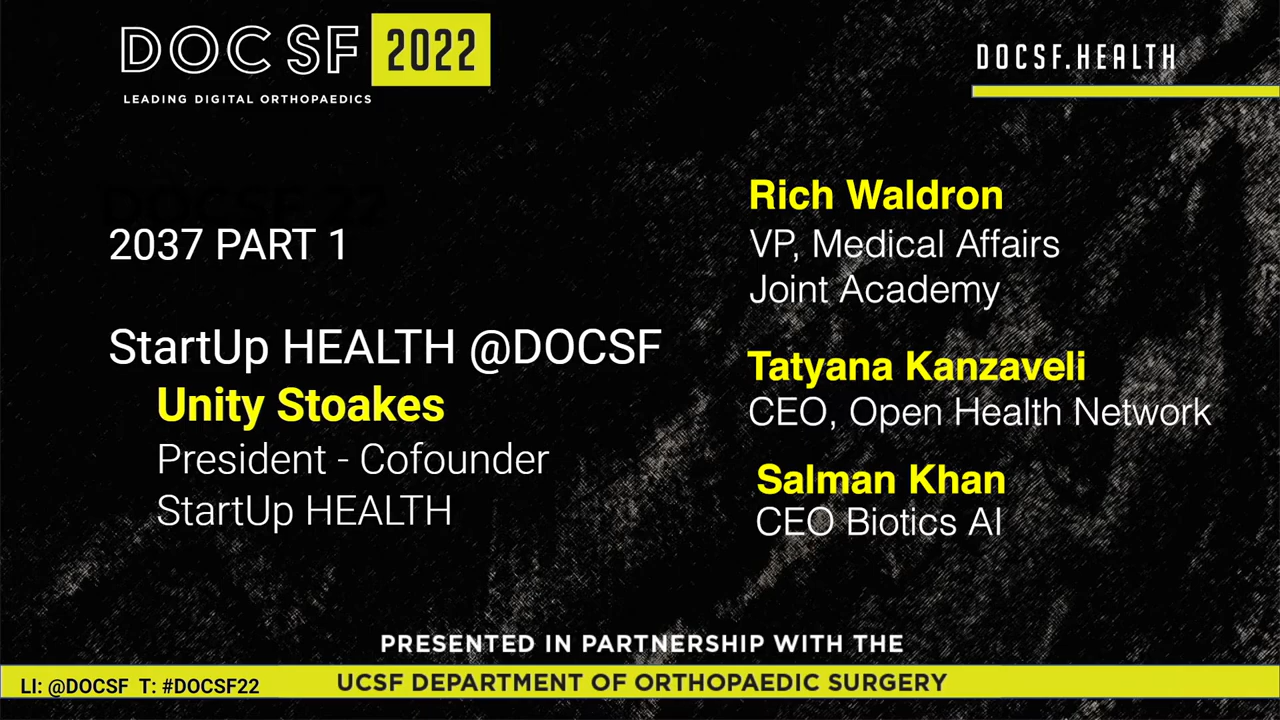 DOC SF 2022
LEADING DIGITAL ORTHOPAEDICS
DOCSF.HEALTH
DOCSF 22
2037 PART 1
StartUp HEALTH @DOCSF
Unity Stoakes
President - Cofounder
StartUp HEALTH
Rich Waldron
VP, Medical Affairs
Joint Academy
Tatyana Kanzaveli
CEO, Open Health Network
Salman Khan
CEO Biotics AI
PRESENTED IN PARTNERSHIP WITH THE
UCSF DEPARTMENT OF ORTHOPAEDIC SURGERY
LI: @DOCSF T: #DOCSF22